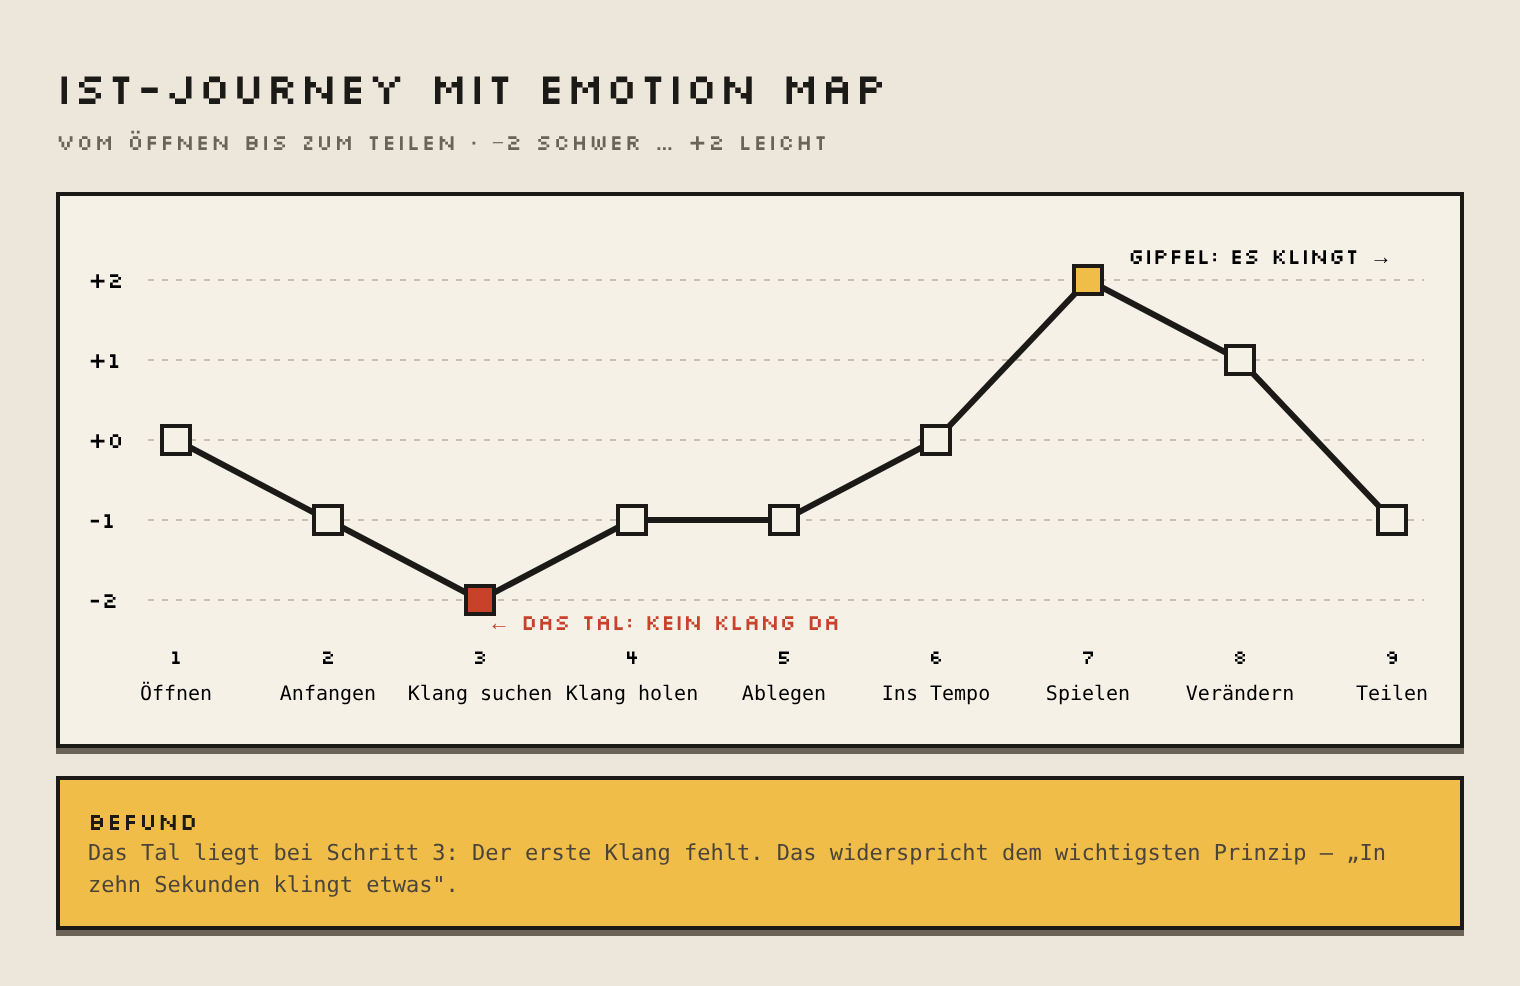 IST-JOURNEY MIT EMOTION MAP
VOM ÖFFNEN BIS ZUM TEILEN · −2 SCHWER … +2 LEICHT
GIPFEL: ES KLINGT →
+2
+1
+0
-1
-2
← DAS TAL: KEIN KLANG DA
1 2 3 4 5 6 7 8 9
Öffnen Anfangen Klang suchen Klang holen Ablegen Ins Tempo Spielen Verändern Teilen
BEFUND
Das Tal liegt bei Schritt 3: Der erste Klang fehlt. Das widerspricht dem wichtigsten Prinzip – „In
zehn Sekunden klingt etwas".